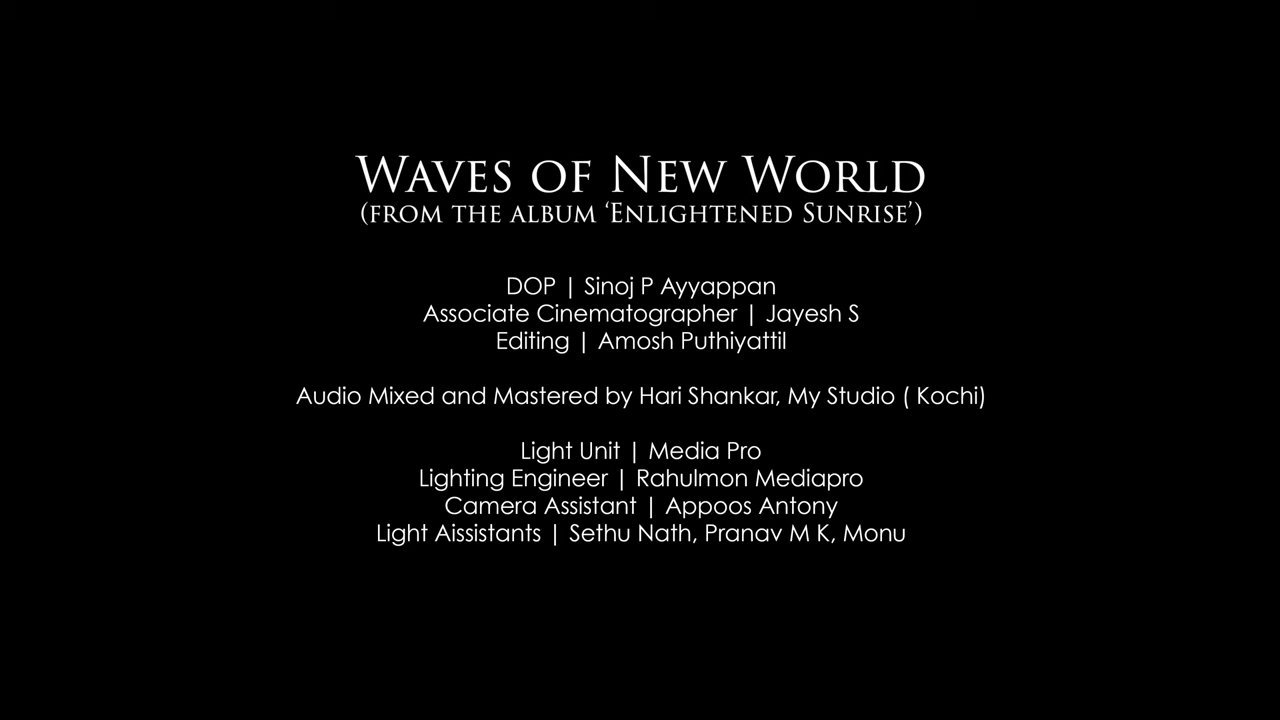 WAVES OF NEW WORLD
(FROM THE ALBUM ‘ENLIGHTENED SUNRISE’)
DOP | Sinoj P Ayyappan
Associate Cinematographer | Jayesh S
Editing | Amosh Puthiyattil
Audio Mixed and Mastered by Hari Shankar, My Studio ( Kochi)
Light Unit | Media Pro
Lighting Engineer | Rahulmon Mediapro
Camera Assistant | Appoos Antony
Light Aissistants | Sethu Nath, Pranav M K, Monu